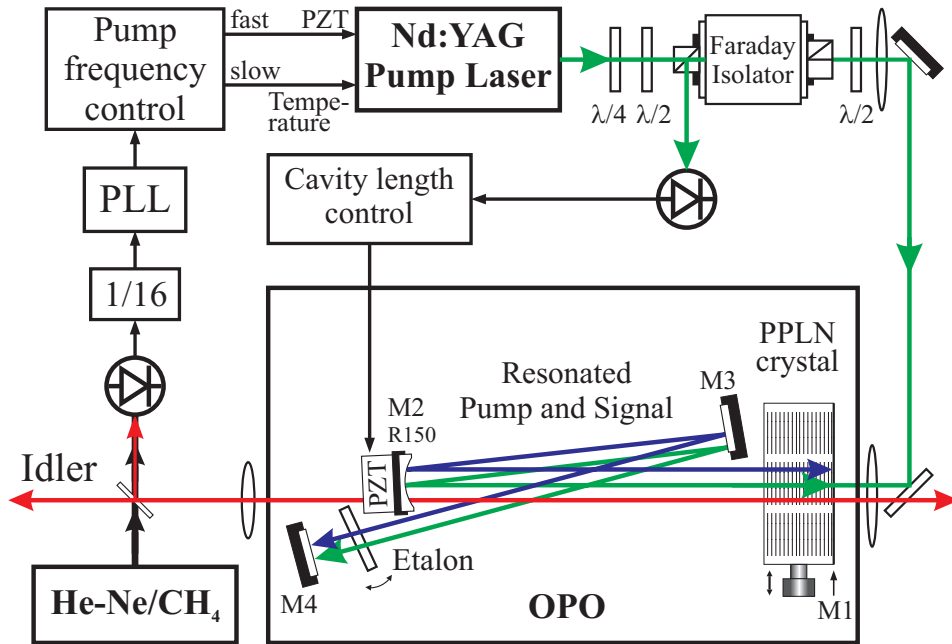 Pump
frequency
control
fast
PZT
slow
Tempe-
rature
Nd:YAG
Pump Laser
λ/4
λ/2
Faraday
Isolator
λ/2
PLL
Cavity length
control
1/16
PPLN
crystal
Resonated
Pump and Signal
M3
M2
R150
PZT
Idler
Etalon
M4
M1
He-Ne/CH₄
OPO